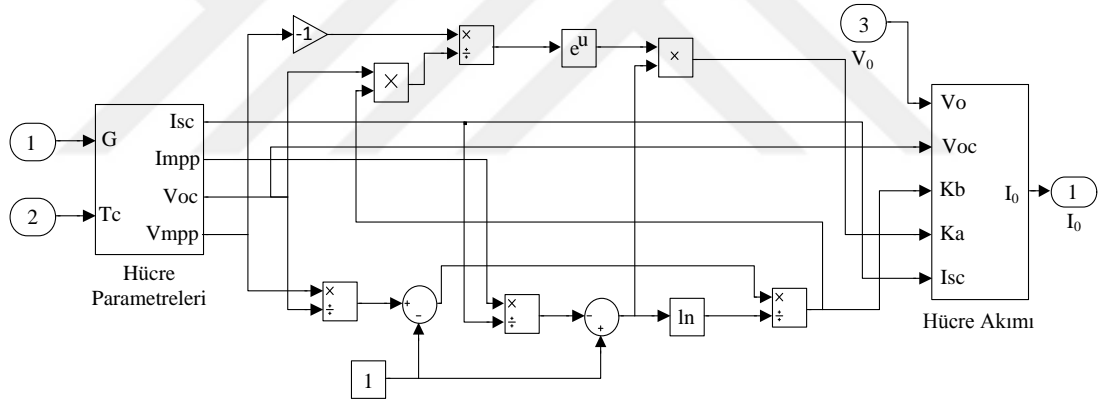 -1
×
÷
e^u
×
×
3
V₀
1
G
2
Tc
Isc
Impp
Voc
Vmpp
Hücre
Parametreleri
Vo
Voc
Kb
Ka
Isc
I₀
1
I₀
Hücre Akımı
×
÷
+
-
×
÷
-
+
ln
×
÷
1